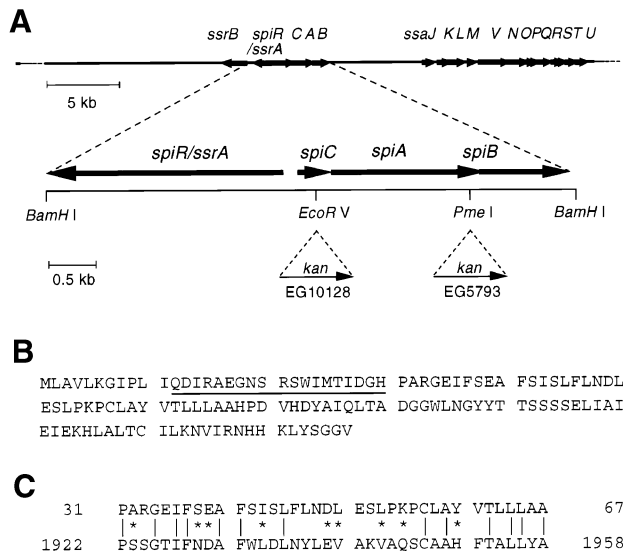 A
ssrB spiR C A B ssaJ K L M V N O P Q R S T U
/ssrA
5 kb
spiR/ssrA spiC spiA spiB
BamH I EcoR V Pme I BamH I
0.5 kb
kan kan
EG10128 EG5793
B
MLAVLKGIPL IQDIRAEGNS RSWIMTIDGH PARGEIFSEA FSISLFLNDL
ESLPKPCLAY VTLLLAAHPD VHDYAIQLTA DGGWLNGYYT TSSSSELIAI
EIEKHLALTC ILKNVIRNHH KLYSGGV
C
31 PARGEIFSEA FSISLFLNDL ESLPKPCLAY VTLLLAA 67
1922 PSSGTIFNDA FWLDLNYLEV AKVAQSCAAH FTALLYA 1958